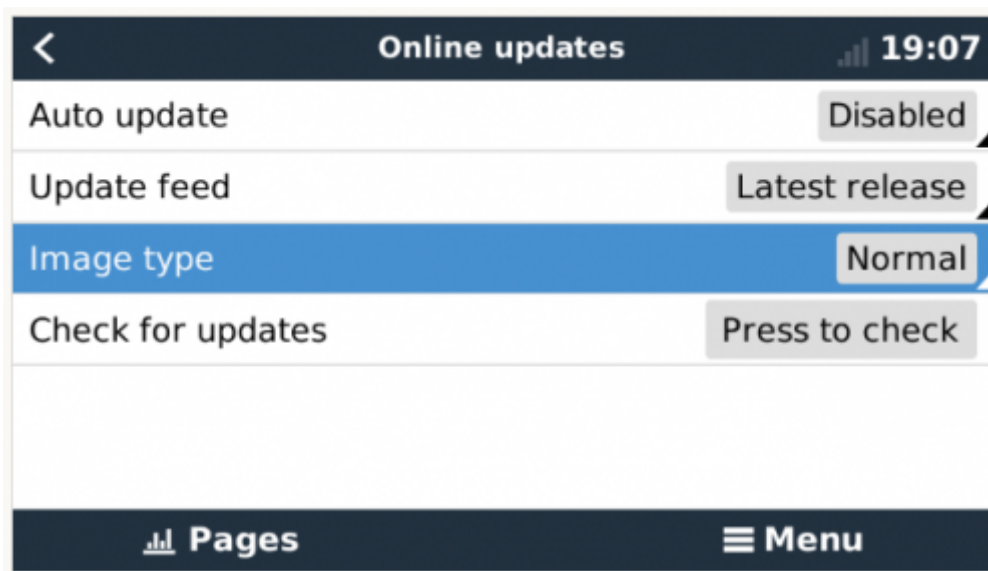 Online updates 19:07
Auto update Disabled
Update feed Latest release
Image type Normal
Check for updates Press to check
Pages Menu